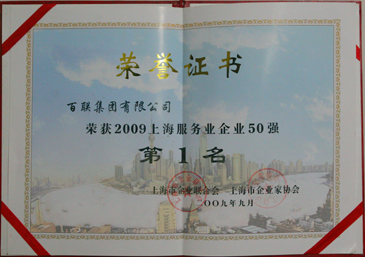 荣誉证书
百联集团有限公司
荣获2009上海服务业企业50强
第1名
上海市企业联合会 上海市企业家协会
二〇〇九年九月